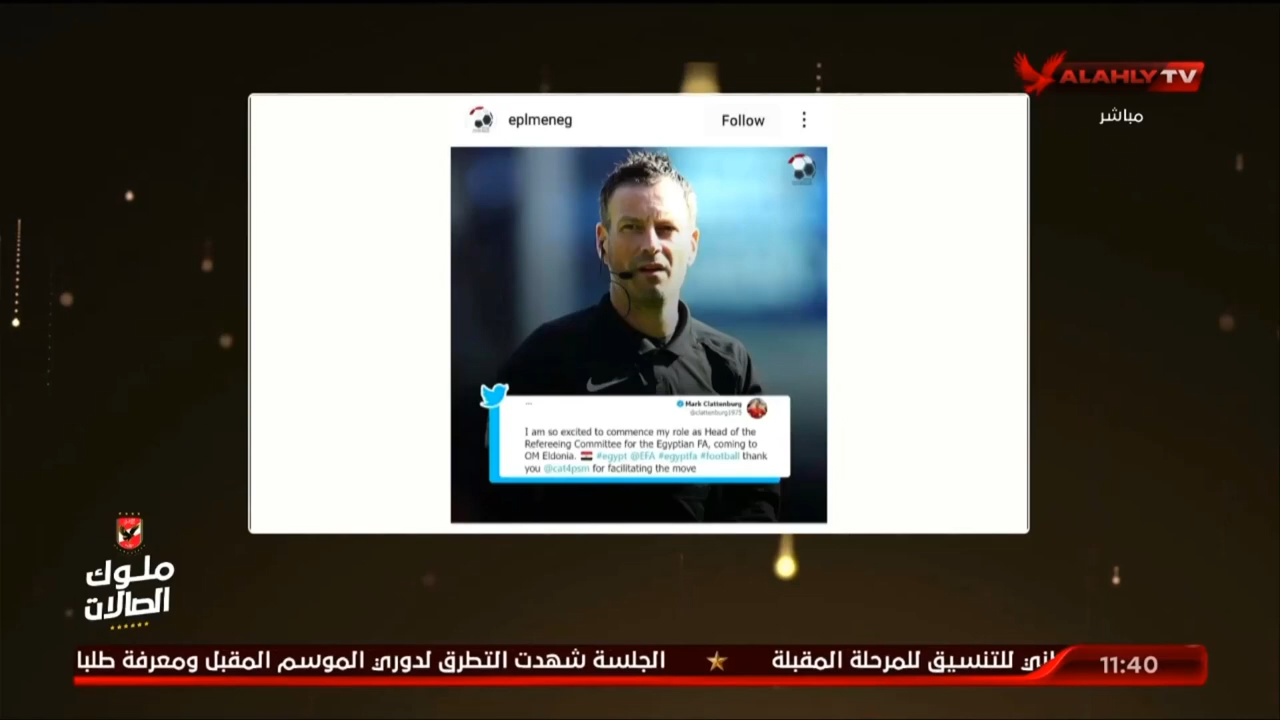 ALAHLY TV
مباشر
eplmeneg
Follow
Mark Clattenburg
@clattenburg1975
I am so excited to commence my role as Head of the
Refereeing Committee for the Egyptian FA, coming to
OM Eldonia. #egypt @EFA #egyptfa #football thank
you @cat4psm for facilitating the move
ملوك
الصالات
اني للتنسيق للمرحلة المقبلة
الجلسة شهدت التطرق لدوري الموسم المقبل ومعرفة طلبا
11:40